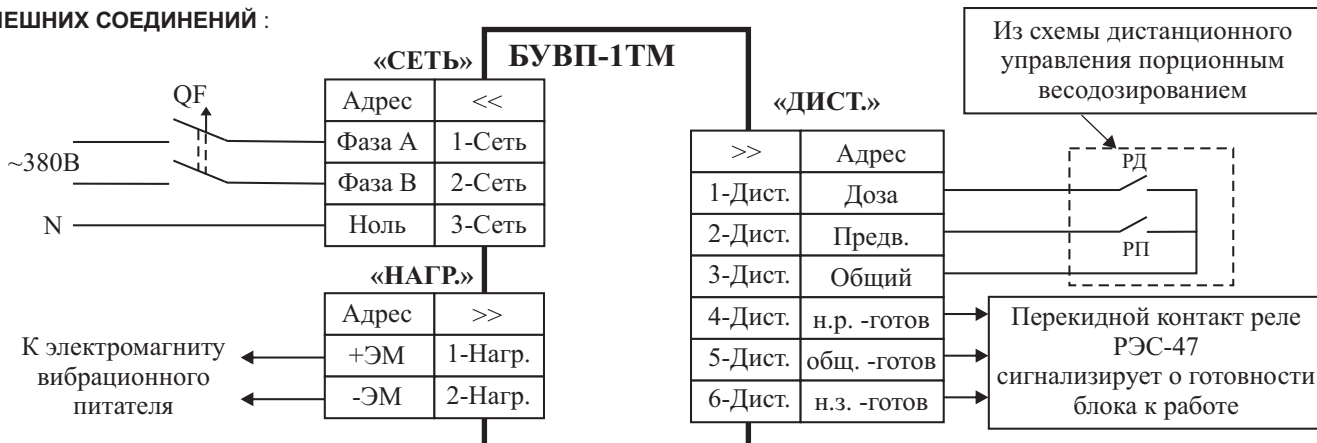 ЕШНИХ СОЕДИНЕНИЙ :
«СЕТЬ» БУВП-1ТМ
Адрес <<
Фаза А 1-Сеть
Фаза В 2-Сеть
Ноль 3-Сеть
QF
~380В
N
«НАГР.»
Адрес >>
+ЭМ 1-Нагр.
-ЭМ 2-Нагр.
К электромагниту
вибрационного
питателя
«ДИСТ.»
>> Адрес
1-Дист. Доза
2-Дист. Предв.
3-Дист. Общий
4-Дист. н.р. -готов
5-Дист. общ. -готов
6-Дист. н.з. -готов
Из схемы дистанционного
управления порционным
весодозированием
РД
РП
Перекидной контакт реле
РЭС-47
сигнализирует о готовности
блока к работе